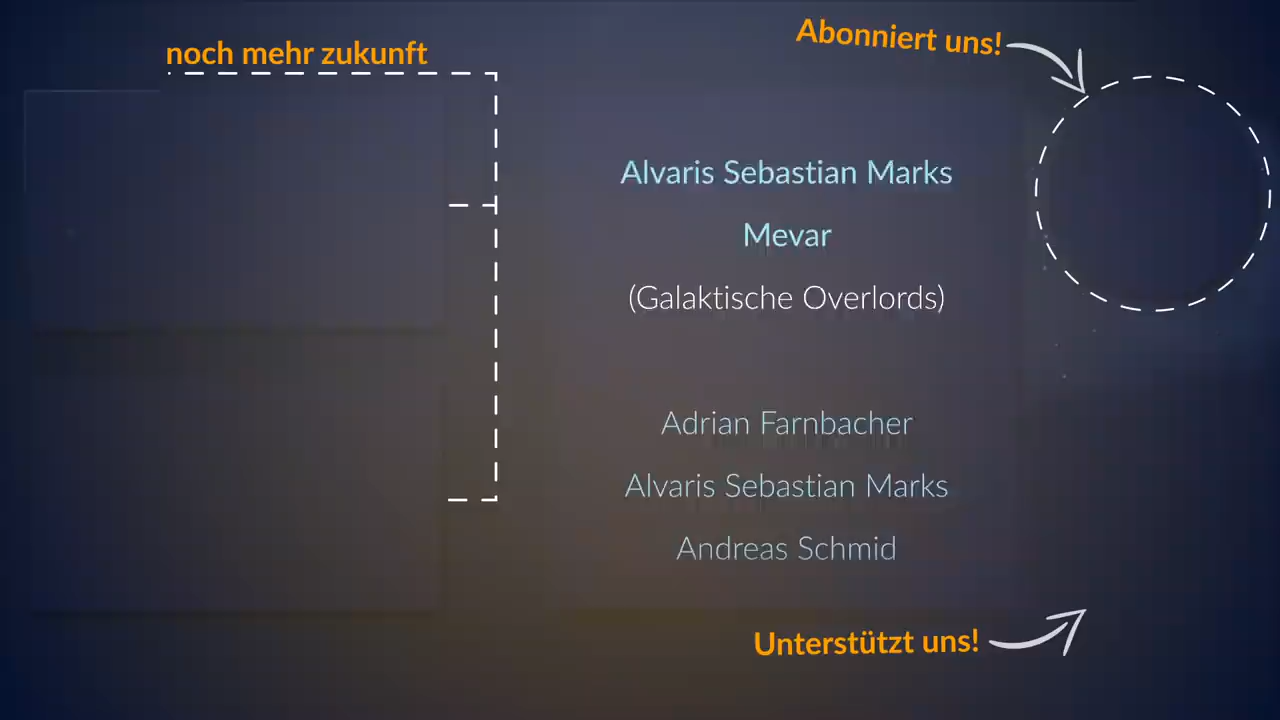 noch mehr zukunft
Abonniert uns!
Alvaris Sebastian Marks
Mevar
(Galaktische Overlords)
Adrian Farnbacher
Alvaris Sebastian Marks
Andreas Schmid
Unterstützt uns!